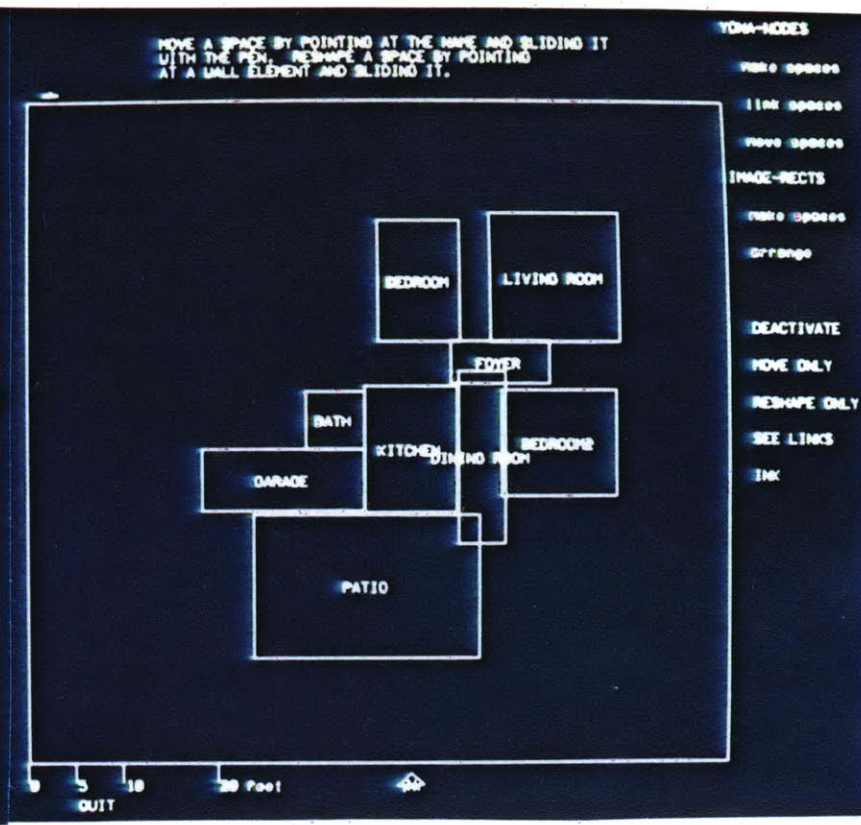 MOVE A SPACE BY POINTING AT THE NAME AND SLIDING IT
WITH THE PEN. RESHAPE A SPACE BY POINTING
AT A WALL ELEMENT AND SLIDING IT.
YONA-NODES
make spaces
link spaces
move spaces
IMAGE-RECTS
make spaces
arrange
DEACTIVATE
MOVE ONLY
RESHAPE ONLY
SEE LINKS
INK
BEDROOM
LIVING ROOM
FOYER
BATH
KITCHEN
DINING ROOM
BEDROOM2
GARAGE
PATIO
0 5 10 20 feet
QUIT